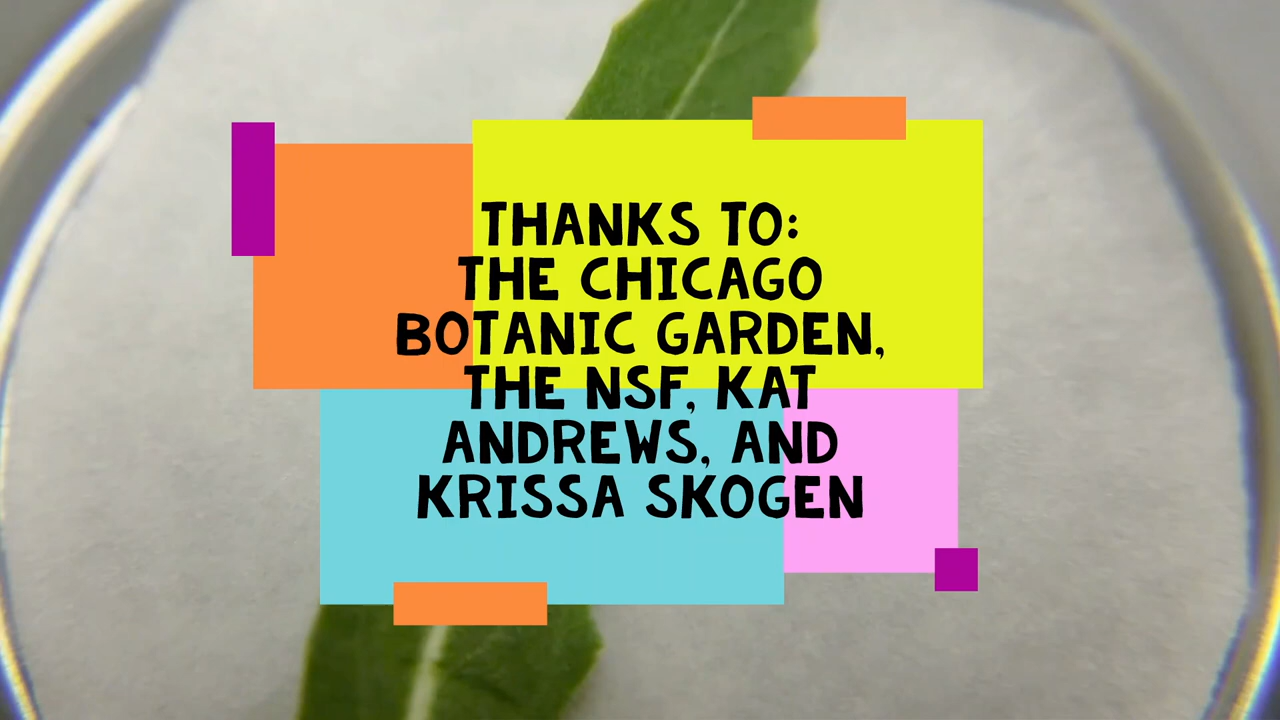 THANKS TO:
THE CHICAGO
BOTANIC GARDEN,
THE NSF, KAT
ANDREWS, AND
KRISSA SKOGEN